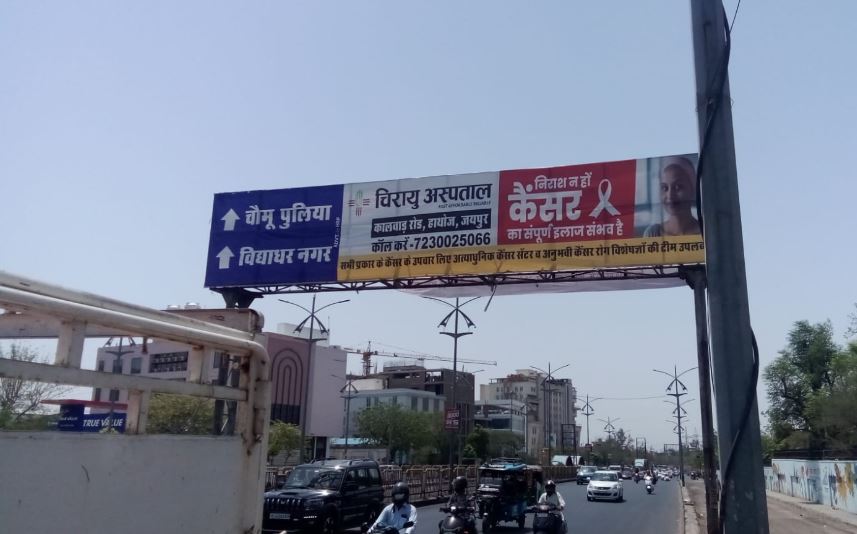 चौमू पुलिया
विद्याधर नगर
चिरायु अस्पताल
कालवाड़ रोड, हाथोज, जयपुर
कॉल करें -7230025066
निराश न हों
कैंसर
का संपूर्ण इलाज संभव है
सभी प्रकार के कैंसर के उपचार लिए अत्याधुनिक कैंसर सेंटर व अनुभवी कैंसर रोग विशेषज्ञों की टीम उपलब
TRUE VALUE